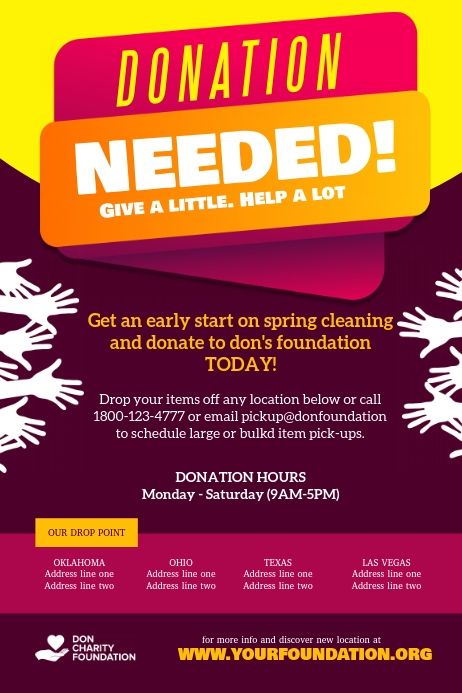 DONATION
NEEDED!
GIVE A LITTLE. HELP A LOT
Get an early start on spring cleaning
and donate to don's foundation
TODAY!
Drop your items off any location below or call
1800-123-4777 or email pickup@donfoundation
to schedule large or bulkd item pick-ups.
DONATION HOURS
Monday - Saturday (9AM-5PM)
OUR DROP POINT
OKLAHOMA
Address line one
Address line two
OHIO
Address line one
Address line two
TEXAS
Address line one
Address line two
LAS VEGAS
Address line one
Address line two
DON
CHARITY
FOUNDATION
for more info and discover new location at
WWW.YOURFOUNDATION.ORG